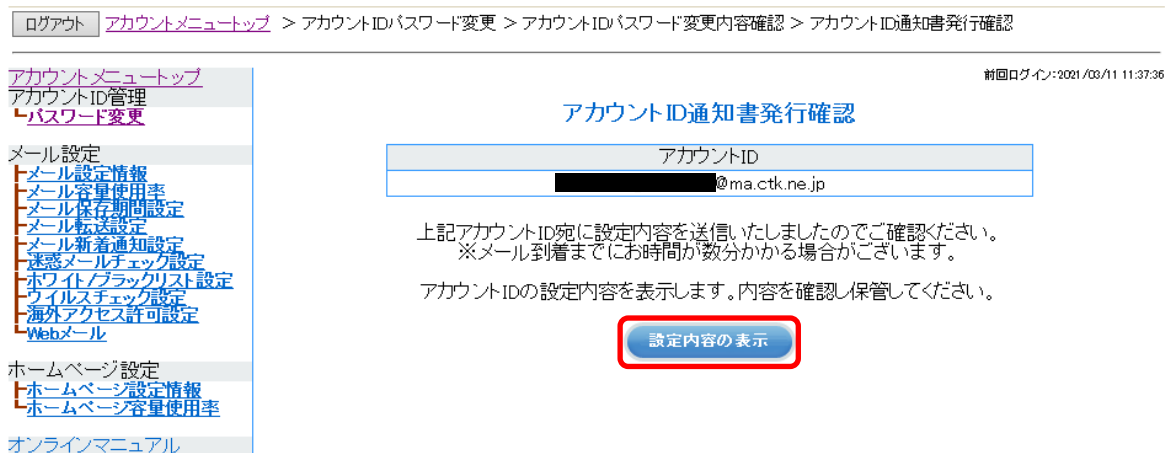 ログアウト アカウントメニュートップ > アカウントIDパスワード変更 > アカウントIDパスワード変更内容確認 > アカウントID通知書発行確認
前回ログイン:2021/03/11 11:37:36
アカウントメニュートップ
アカウントID管理
パスワード変更
メール設定
メール設定情報
メール容量使用率
メール保存期間設定
メール転送設定
メール新着通知設定
迷惑メールチェック設定
ホワイト/ブラックリスト設定
ウイルスチェック設定
海外アクセス許可設定
Webメール
ホームページ設定
ホームページ設定情報
ホームページ容量使用率
オンラインマニュアル
アカウントID通知書発行確認
アカウントID
@ma.ctk.ne.jp
上記アカウントID宛に設定内容を送信いたしましたのでご確認ください。
※メール到着までにお時間が数分かかる場合がございます。
アカウントIDの設定内容を表示します。内容を確認し保管してください。
設定内容の表示